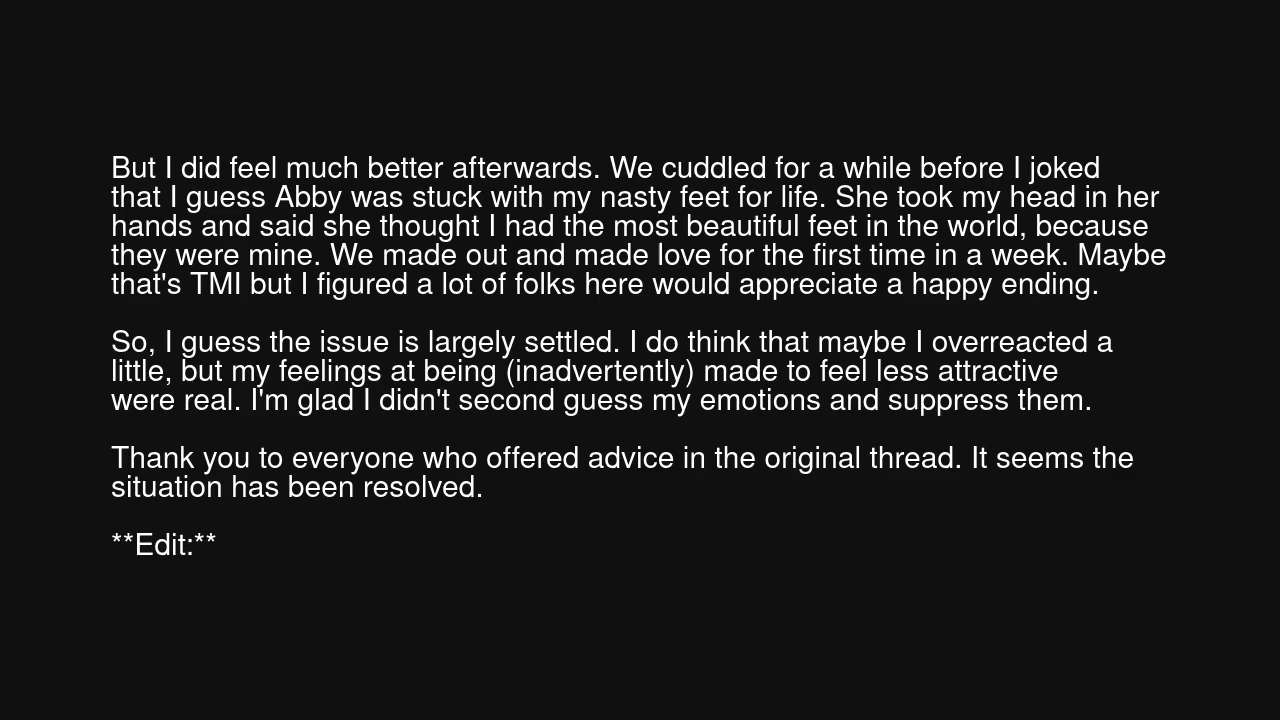 But I did feel much better afterwards. We cuddled for a while before I joked
that I guess Abby was stuck with my nasty feet for life. She took my head in her
hands and said she thought I had the most beautiful feet in the world, because
they were mine. We made out and made love for the first time in a week. Maybe
that's TMI but I figured a lot of folks here would appreciate a happy ending.
So, I guess the issue is largely settled. I do think that maybe I overreacted a
little, but my feelings at being (inadvertently) made to feel less attractive
were real. I'm glad I didn't second guess my emotions and suppress them.
Thank you to everyone who offered advice in the original thread. It seems the
situation has been resolved.
**Edit:**